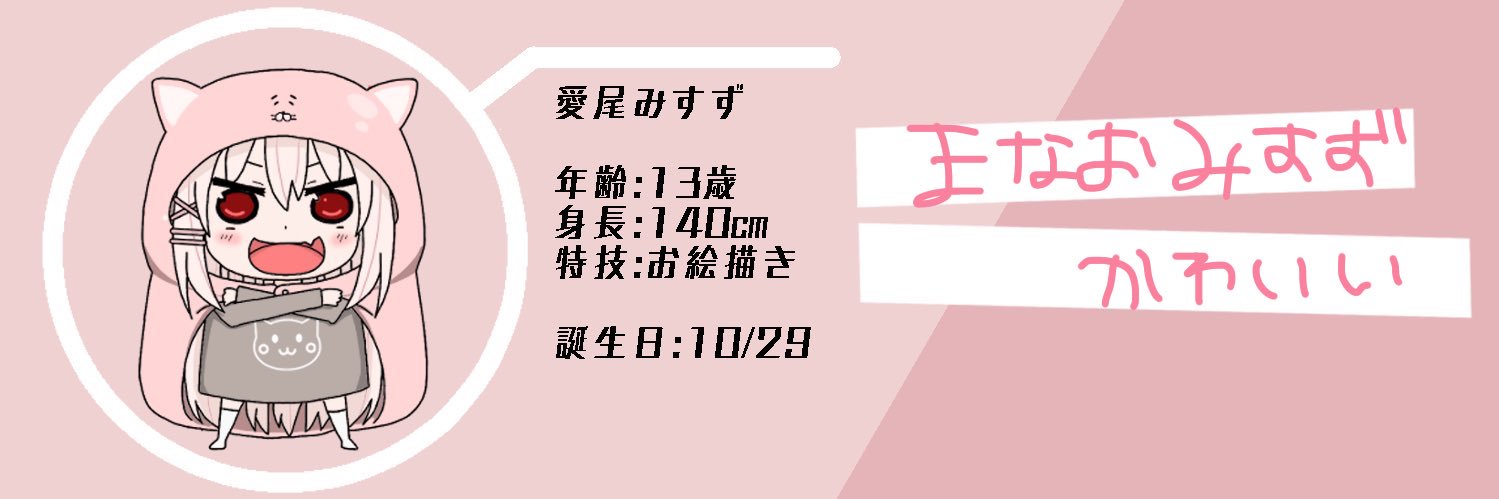 愛尾みすず
年齢:13歳
身長:140cm
特技:お絵描き
誕生日:10/29
まなおみすず
かわいい